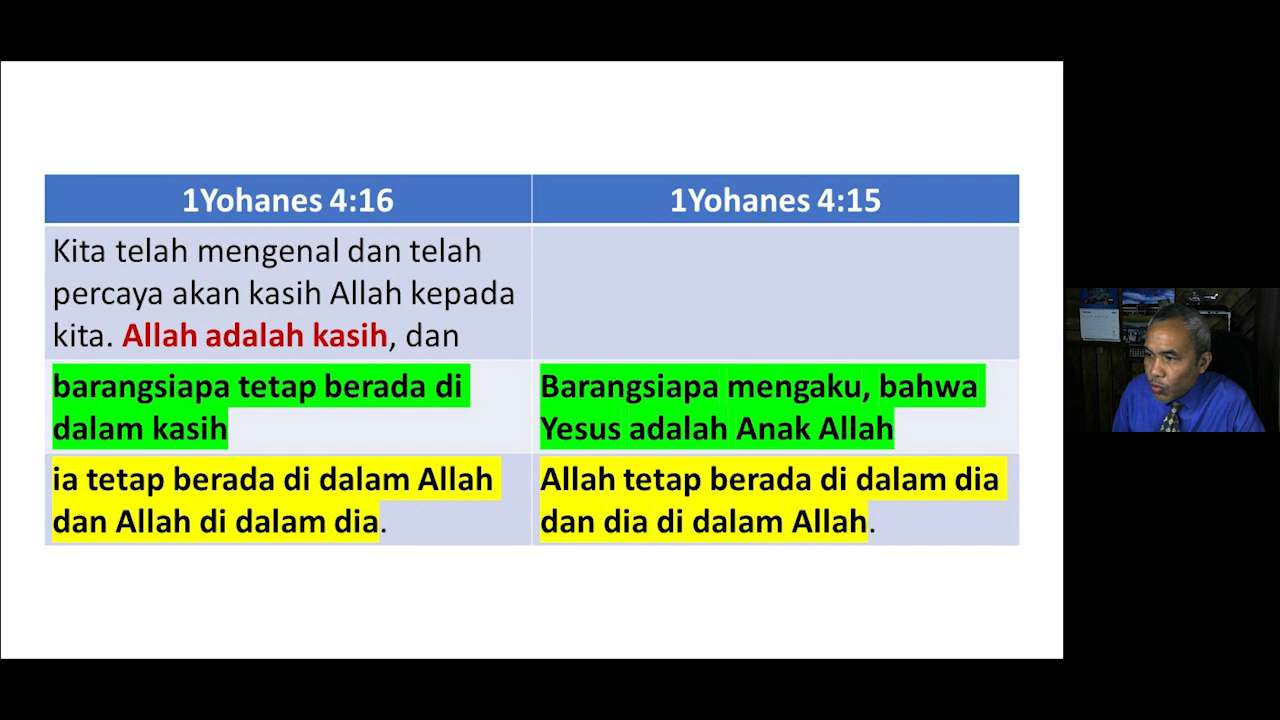 1Yohanes 4:16
1Yohanes 4:15
Kita telah mengenal dan telah
percaya akan kasih Allah kepada
kita. Allah adalah kasih, dan
barangsiapa tetap berada di
dalam kasih
Barangsiapa mengaku, bahwa
Yesus adalah Anak Allah
ia tetap berada di dalam Allah
dan Allah di dalam dia.
Allah tetap berada di dalam dia
dan dia di dalam Allah.